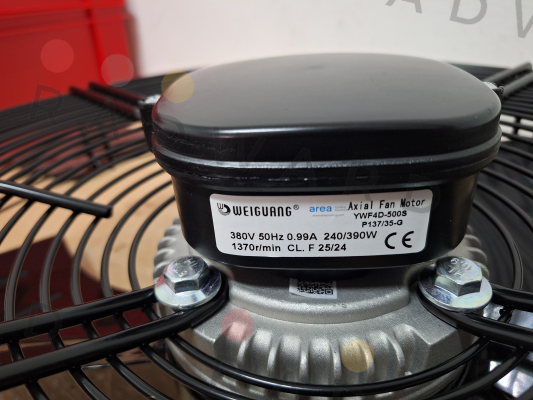 WEIGUANG® area Axial Fan Motor
YWF4D-500S
P137/35-G
380V 50Hz 0.99A 240/390W
1370r/min CL. F 25/24 CE